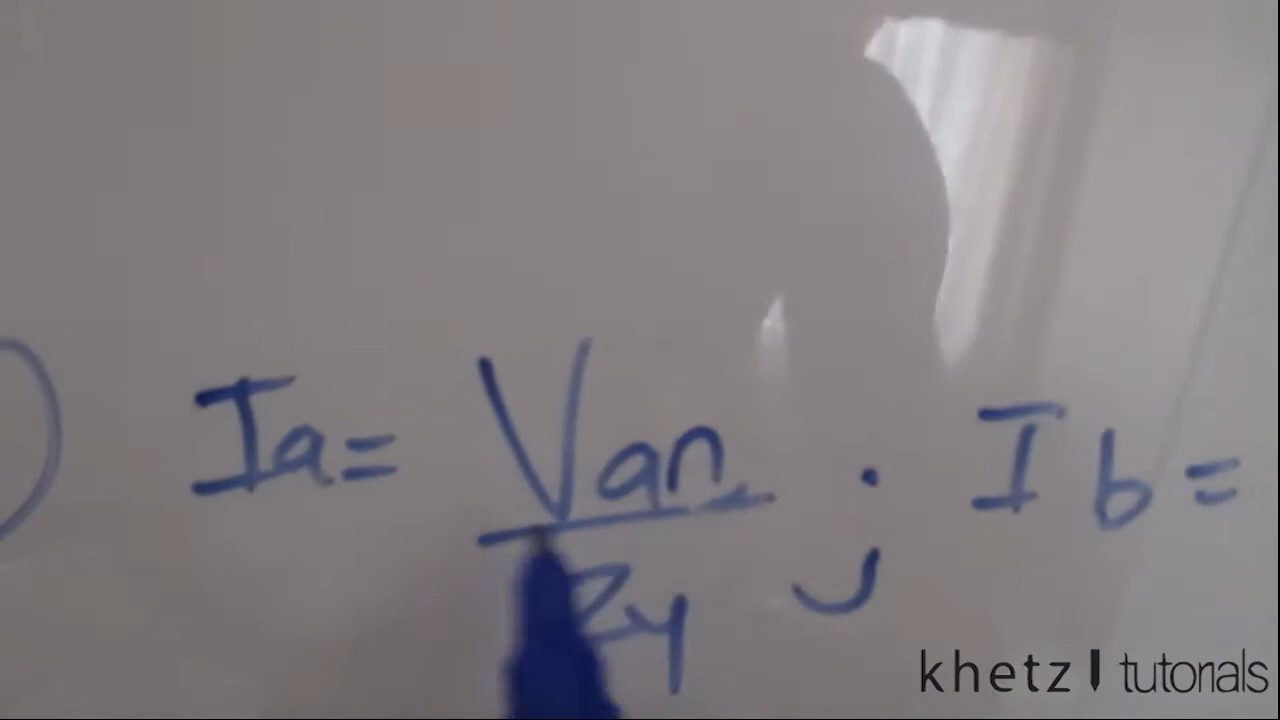 ) Ia = Van / Zy ; Ib =
khetz tutorials